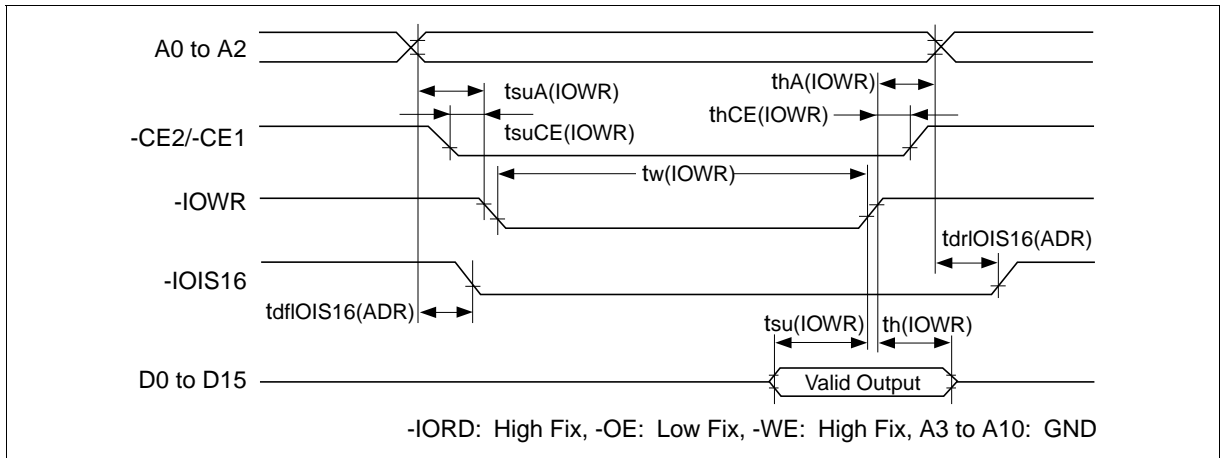 A0 to A2
tsuA(IOWR)
thA(IOWR)
thCE(IOWR)
-CE2/-CE1
tsuCE(IOWR)
tw(IOWR)
-IOWR
tdrIOIS16(ADR)
-IOIS16
tdfIOIS16(ADR)
tsu(IOWR)
th(IOWR)
D0 to D15
Valid Output
-IORD: High Fix, -OE: Low Fix, -WE: High Fix, A3 to A10: GND